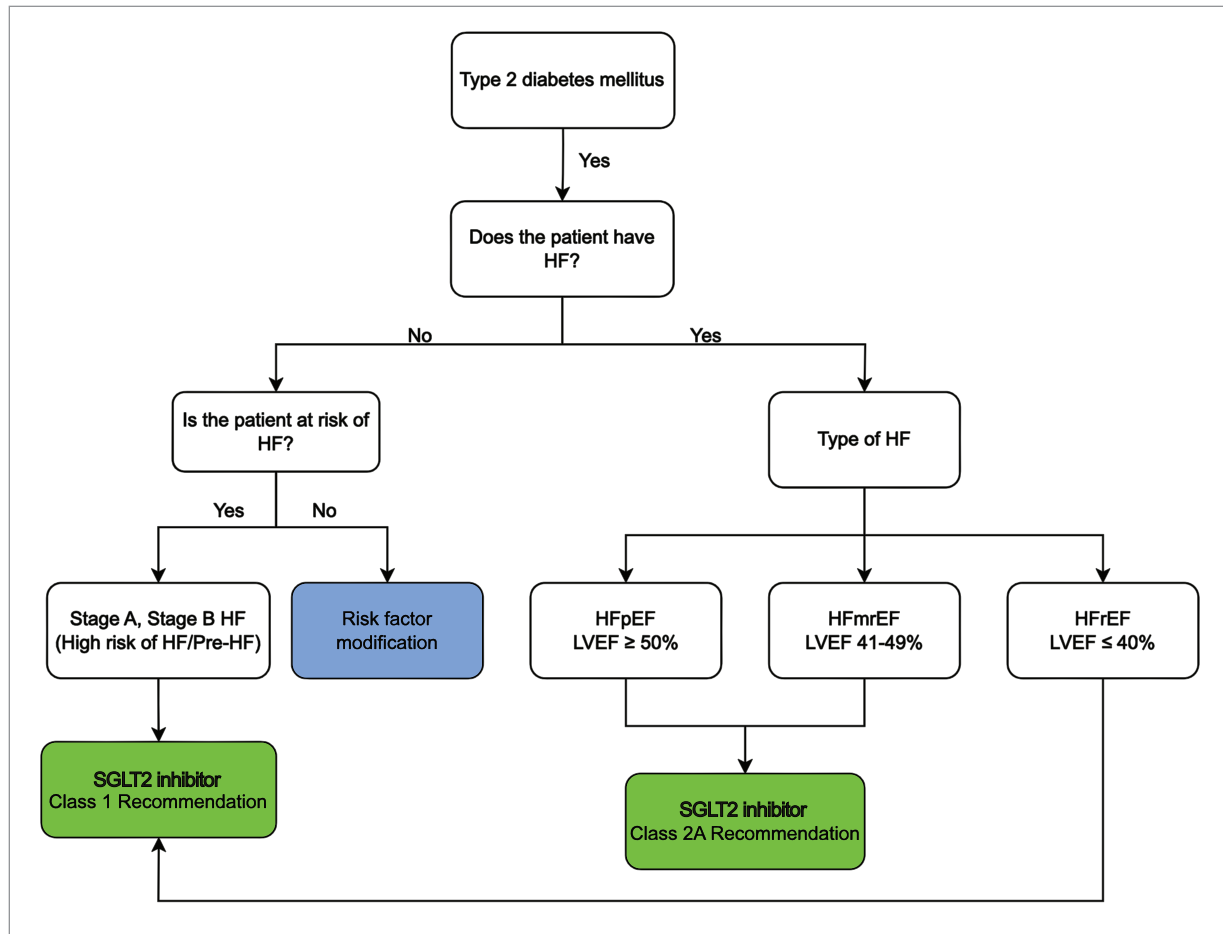 Type 2 diabetes mellitus
Yes
Does the patient have
HF?
No
Yes
Is the patient at risk of
HF?
Type of HF
Yes
No
Stage A, Stage B HF
(High risk of HF/Pre-HF)
Risk factor
modification
HFpEF
LVEF ≥ 50%
HFmrEF
LVEF 41-49%
HFrEF
LVEF ≤ 40%
SGLT2 inhibitor
Class 1 Recommendation
SGLT2 inhibitor
Class 2A Recommendation